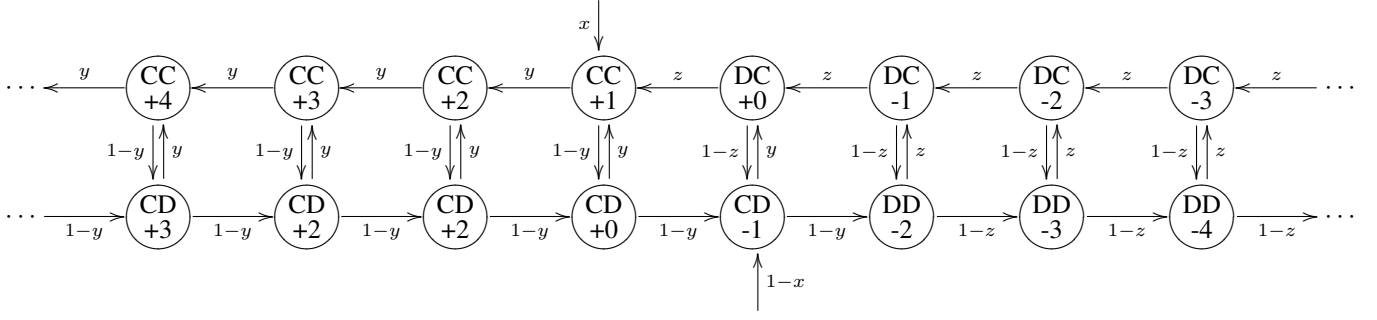 x
y y y y z z z z z
··· CC +4 CC +3 CC +2 CC +1 DC +0 DC -1 DC -2 DC -3 ···
1−y y 1−y y 1−y y 1−y y 1−z y 1−z z 1−z z 1−z z
··· CD +3 CD +2 CD +2 CD +0 CD -1 DD -2 DD -3 DD -4 ···
1−y 1−y 1−y 1−y 1−y 1−y 1−z 1−z 1−z
1−x